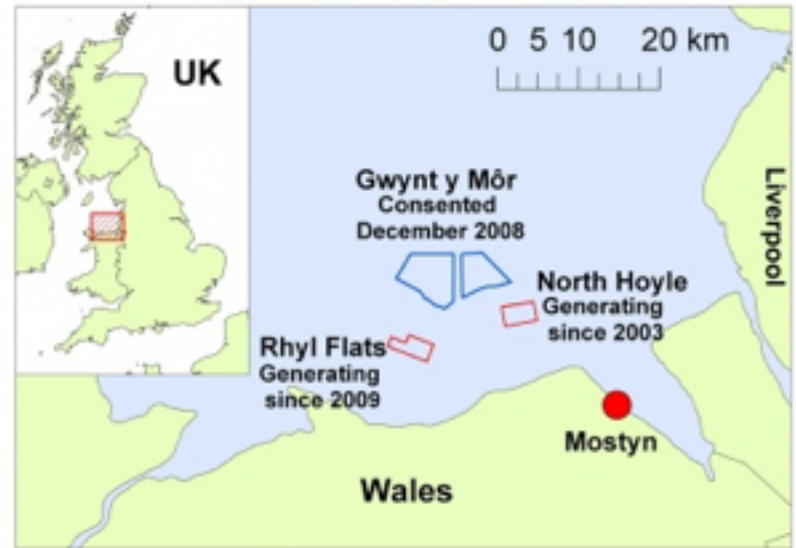 UK
0 5 10 20 km
Gwynt y Môr
Consented
December 2008
North Hoyle
Generating
since 2003
Rhyl Flats
Generating
since 2009
Liverpool
Mostyn
Wales